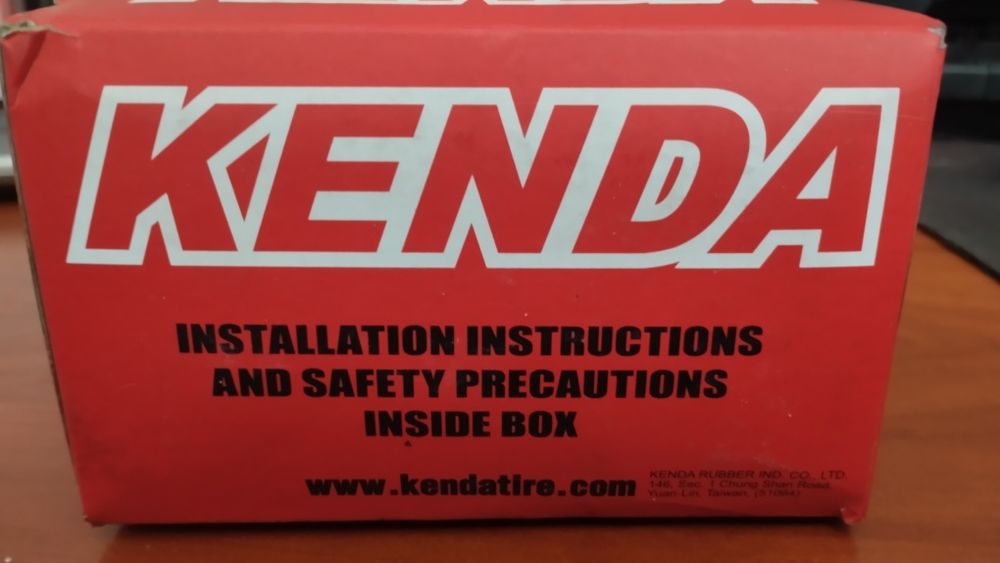 KENDA
INSTALLATION INSTRUCTIONS
AND SAFETY PRECAUTIONS
INSIDE BOX
www.kendatire.com
KENDA RUBBER IND. CO., LTD.
146, Sec. 1 Chung Shan Road,
Yuan-Lin, Taiwan, (51064)